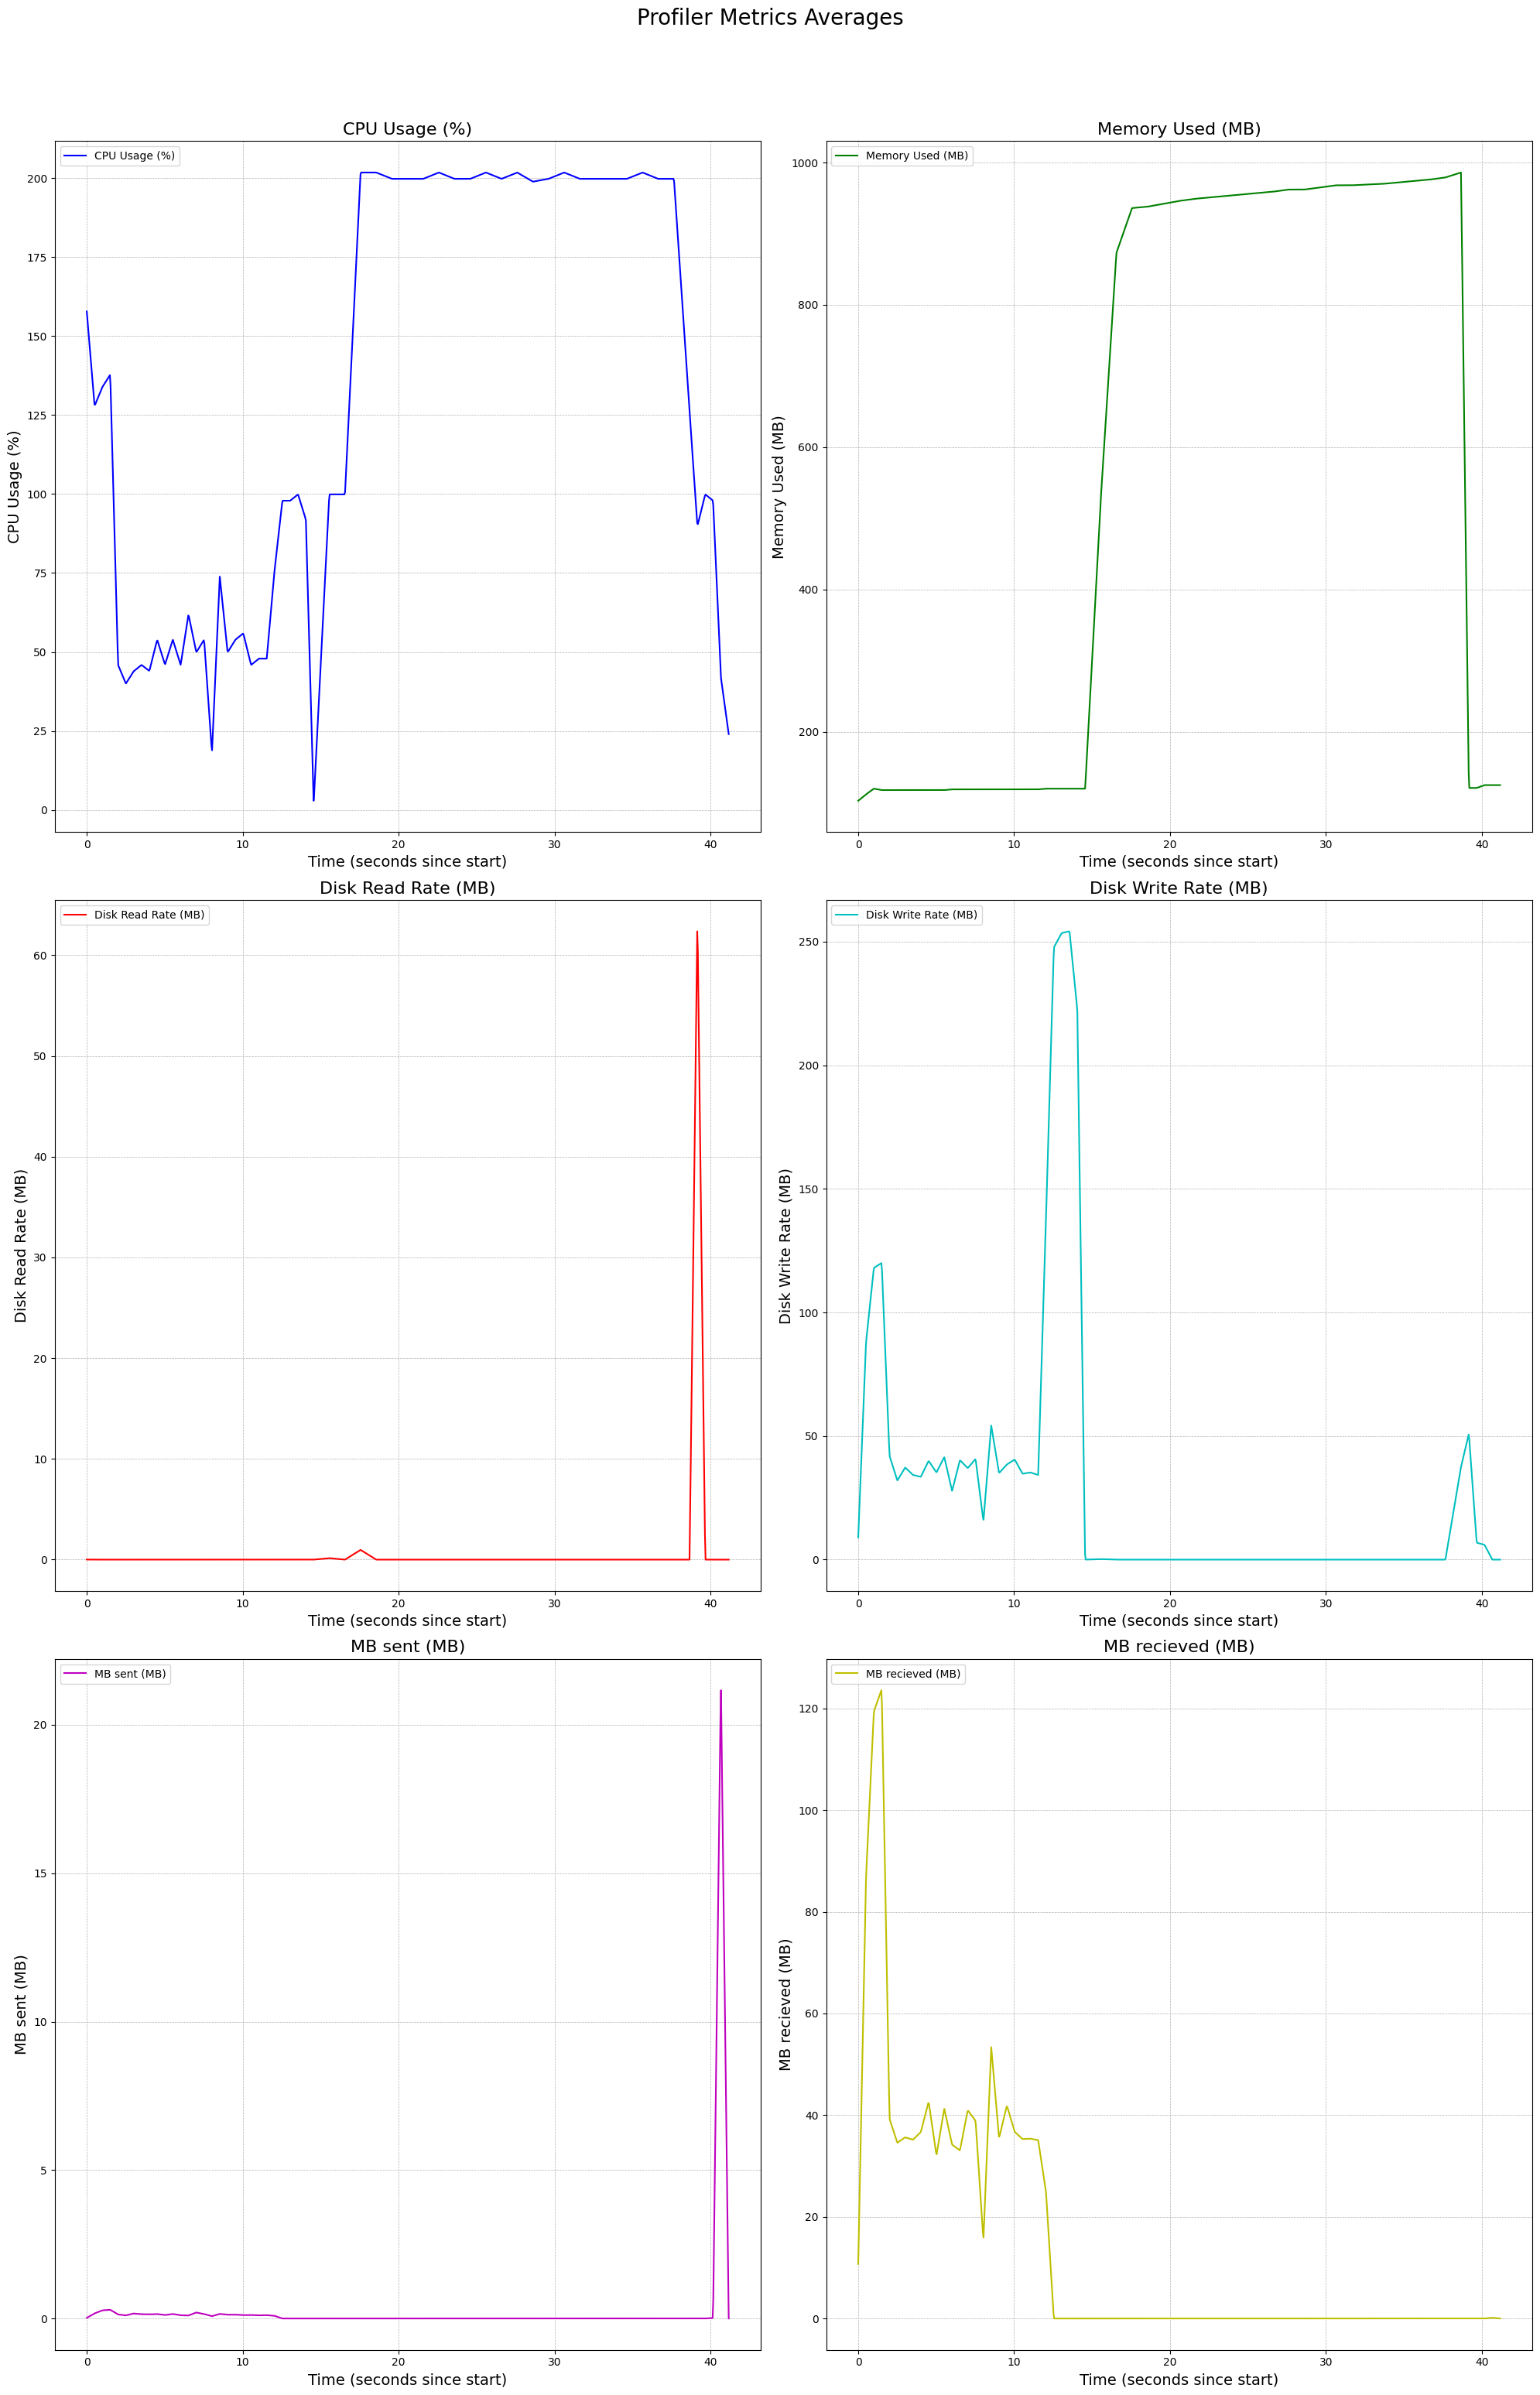 Profiler Metrics Averages
CPU Usage (%)
CPU Usage (%)
CPU Usage (%)
200
175
150
125
100
75
50
25
0
0 10 20 30 40
Time (seconds since start)
Memory Used (MB)
Memory Used (MB)
Memory Used (MB)
1000
800
600
400
200
0 10 20 30 40
Time (seconds since start)
Disk Read Rate (MB)
Disk Read Rate (MB)
Disk Read Rate (MB)
60
50
40
30
20
10
0
0 10 20 30 40
Time (seconds since start)
Disk Write Rate (MB)
Disk Write Rate (MB)
Disk Write Rate (MB)
250
200
150
100
50
0
0 10 20 30 40
Time (seconds since start)
MB sent (MB)
MB sent (MB)
MB sent (MB)
20
15
10
5
0
0 10 20 30 40
Time (seconds since start)
MB recieved (MB)
MB recieved (MB)
MB recieved (MB)
120
100
80
60
40
20
0
0 10 20 30 40
Time (seconds since start)